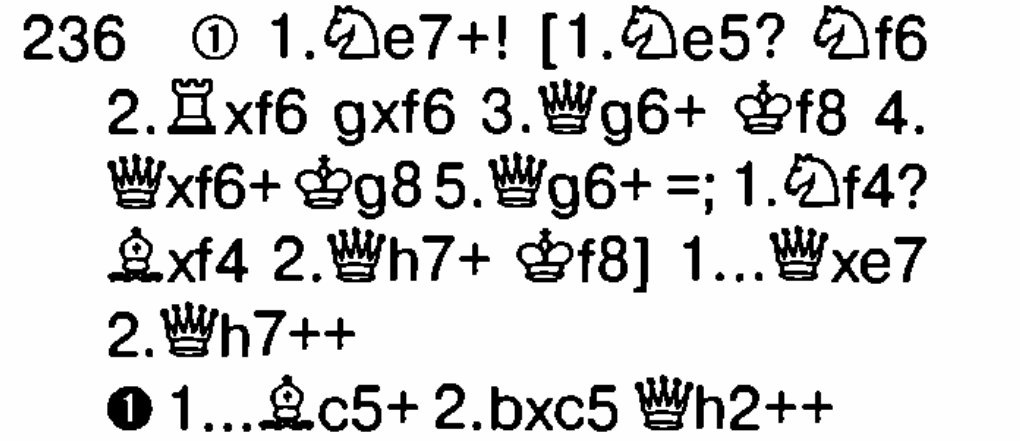 236 ① 1.♘e7+! [1.♘e5? ♘f6
2.♖xf6 gxf6 3.♕g6+ ♔f8 4.
♕xf6+ ♔g8 5.♕g6+ =; 1.♘f4?
♗xf4 2.♕h7+ ♔f8] 1...♕xe7
2.♕h7++
❶ 1...♗c5+ 2.bxc5 ♕h2++